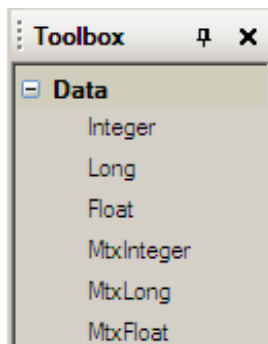 Toolbox
Data
Integer
Long
Float
MtxInteger
MtxLong
MtxFloat